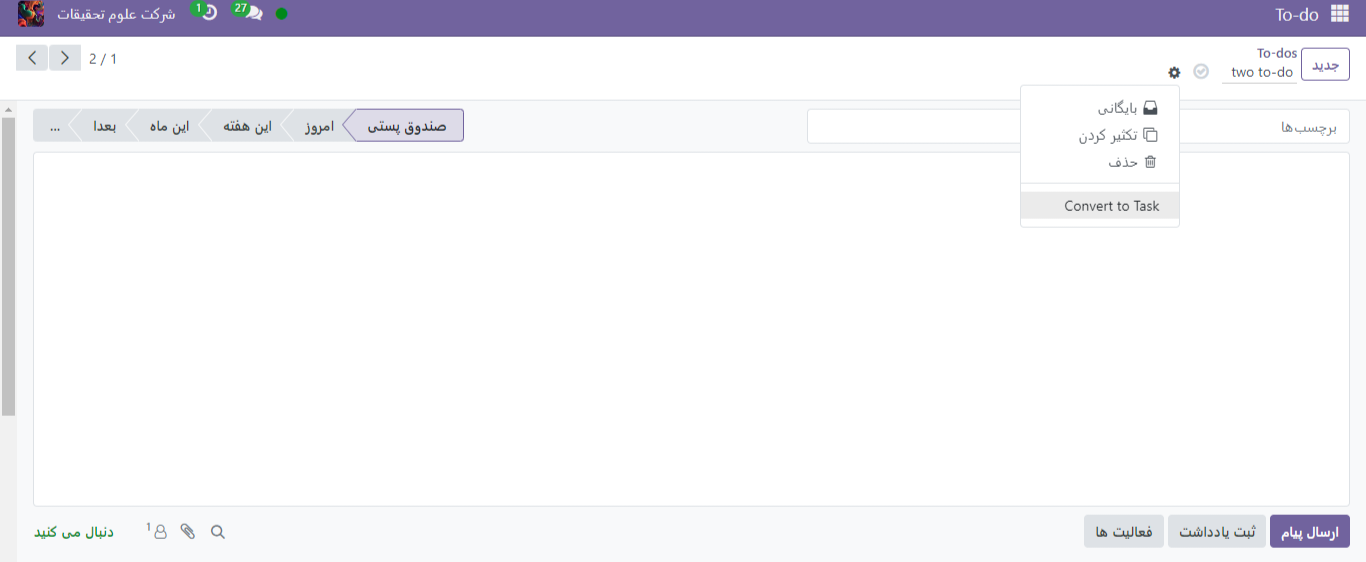 To-do
27
1
شرکت علوم تحقیقات
جدید
To-dos
two to-do
2 / 1
بایگانی
تکثیر کردن
حذف
Convert to Task
برچسب‌ها
صندوق پستی
امروز
این هفته
این ماه
بعدا
...
ارسال پیام
ثبت یادداشت
فعالیت ها
1
دنبال می کنید